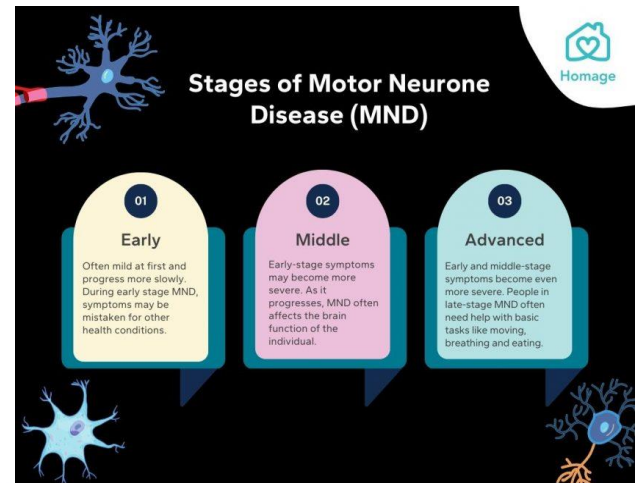 Homage
Stages of Motor Neurone
Disease (MND)
01
Early
Often mild at first and
progress more slowly.
During early stage MND,
symptoms may be
mistaken for other
health conditions.
02
Middle
Early-stage symptoms
may become more
severe. As it
progresses, MND often
affects the brain
function of the
individual.
03
Advanced
Early and middle-stage
symptoms become even
more severe. People in
late-stage MND often
need help with basic
tasks like moving,
breathing and eating.